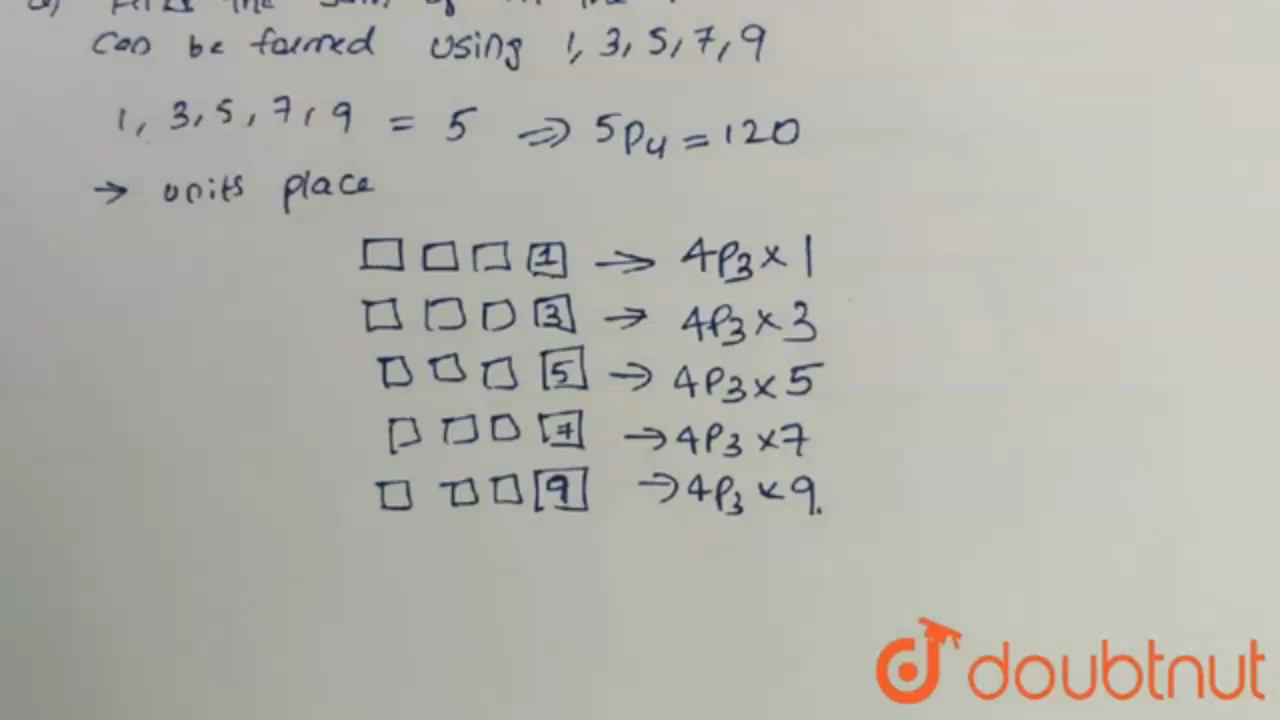 can be formed using 1, 3, 5, 7, 9
1, 3, 5, 7, 9 = 5 ⇒ 5P4 = 120
→ units place
1 → 4P3 × 1
3 → 4P3 × 3
5 → 4P3 × 5
7 → 4P3 × 7
9 → 4P3 × 9.
doubtnut